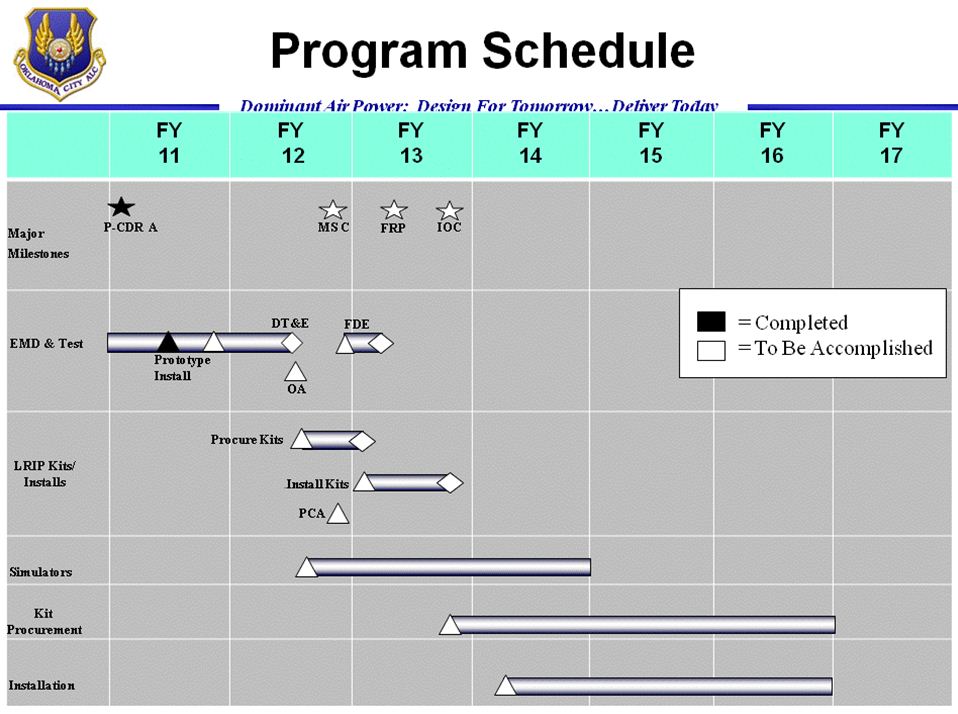 Program Schedule
OKLAHOMA CITY ALC
Dominant Air Power: Design For Tomorrow…Deliver Today
FY 11
FY 12
FY 13
FY 14
FY 15
FY 16
FY 17
Major
Milestones
P-CDR A
MS C
FRP
IOC
EMD & Test
Prototype
Install
DT&E
OA
FDE
= Completed
= To Be Accomplished
LRIP Kits/
Installs
Procure Kits
Install Kits
PCA
Simulators
Kit
Procurement
Installation